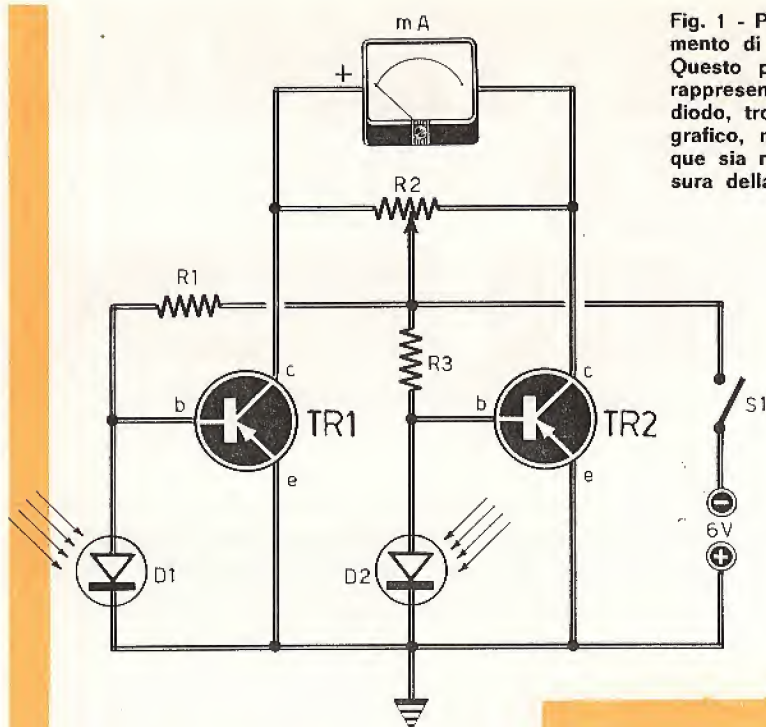 mA
+
Fig. 1 - P
mento di
Questo p
rappresen
diodo, tro
grafico, n
que sia n
sura della
R2
R1
R3
c
c
b
b
TR1
TR2
S1
e
e
−
6V
+
D1
D2